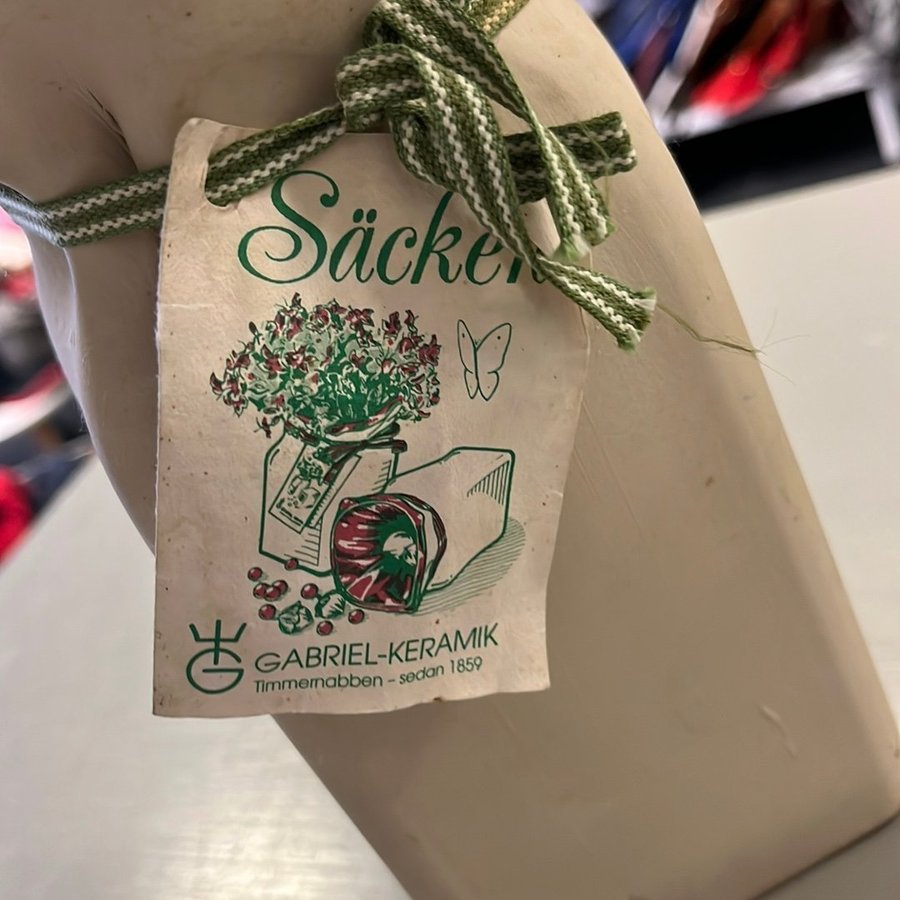 Säcken
GABRIEL-KERAMIK
Timmernabben - sedan 1859